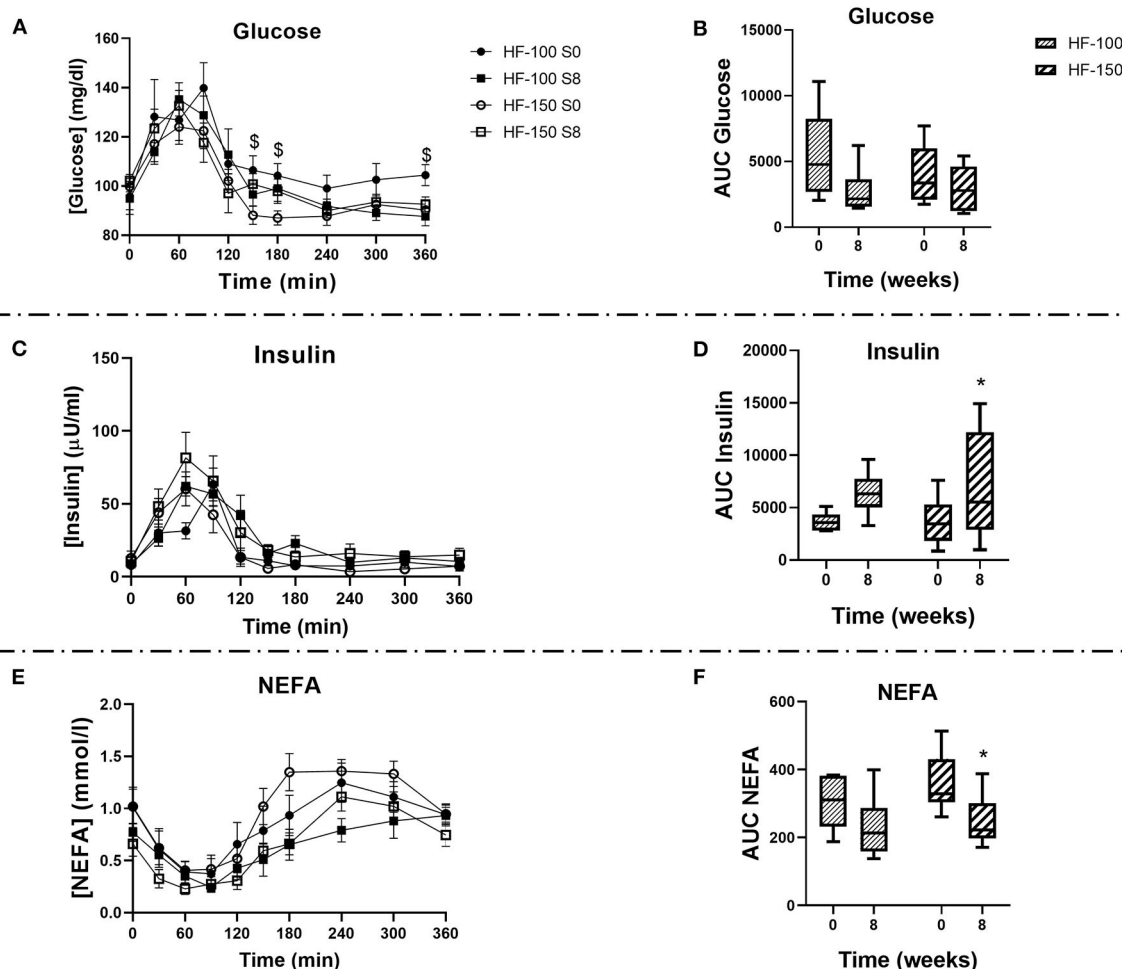 A
Glucose
[Glucose] (mg/dl)
160
140
120
100
80
$
$
$
0
60
120
180
240
300
360
Time (min)
HF-100 S0
HF-100 S8
HF-150 S0
HF-150 S8
B
Glucose
AUC Glucose
15000
10000
5000
0
0
8
0
8
Time (weeks)
HF-100
HF-150
C
Insulin
[Insulin] (µU/ml)
150
100
50
0
0
60
120
180
240
300
360
Time (min)
D
Insulin
AUC Insulin
20000
15000
10000
5000
0
*
0
8
0
8
Time (weeks)
E
NEFA
[NEFA] (mmol/l)
2.0
1.5
1.0
0.5
0.0
0
60
120
180
240
300
360
Time (min)
F
NEFA
AUC NEFA
600
400
200
0
*
0
8
0
8
Time (weeks)